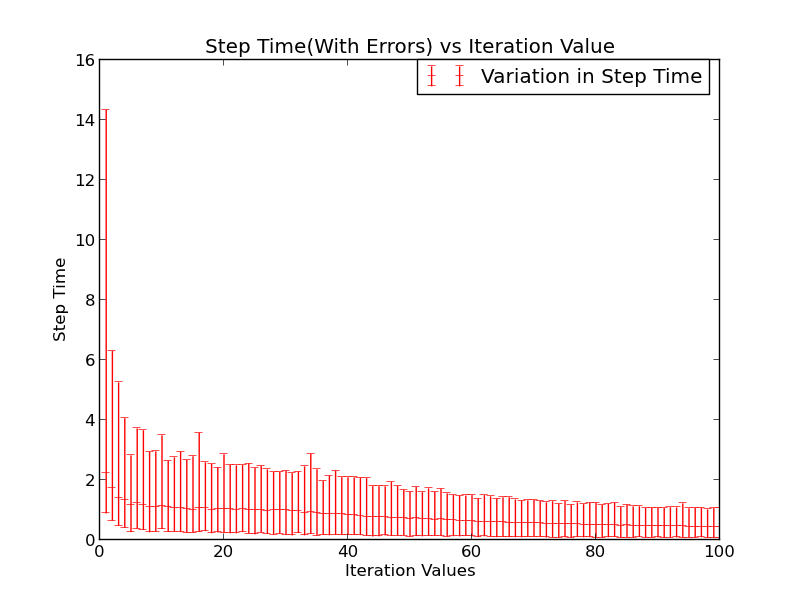 Step Time(With Errors) vs Iteration Value
Variation in Step Time
16
14
12
10
8
6
4
2
0
Step Time
0 20 40 60 80 100
Iteration Values